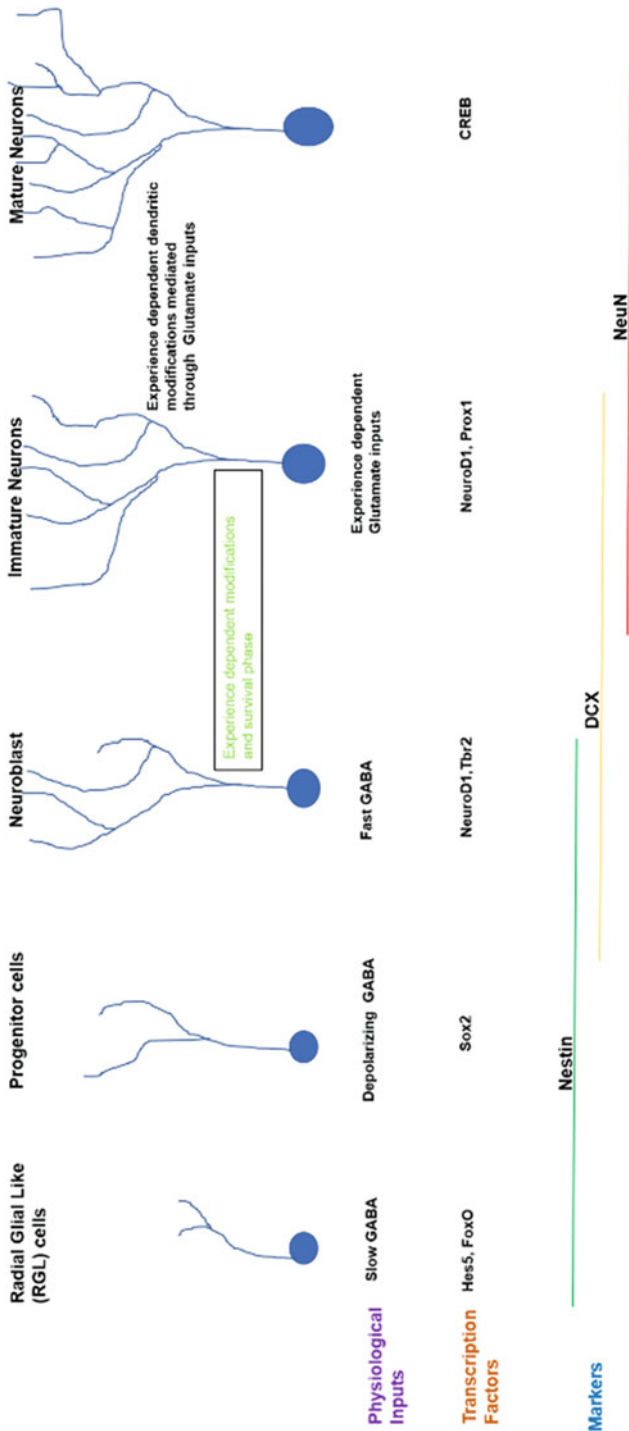 Radial Glial Like
(RGL) cells
Progenitor cells
Neuroblast
Immature Neurons
Mature Neurons
Experience dependent dendritic
modifications mediated
through Glutamate inputs
Experience dependent modifications
and survival phase
Physiological
Inputs
Slow GABA
Depolarizing GABA
Fast GABA
Experience dependent
Glutamate inputs
Transcription
Factors
Hes5, FoxO
Sox2
NeuroD1,Tbr2
NeuroD1, Prox1
CREB
Markers
Nestin
DCX
NeuN